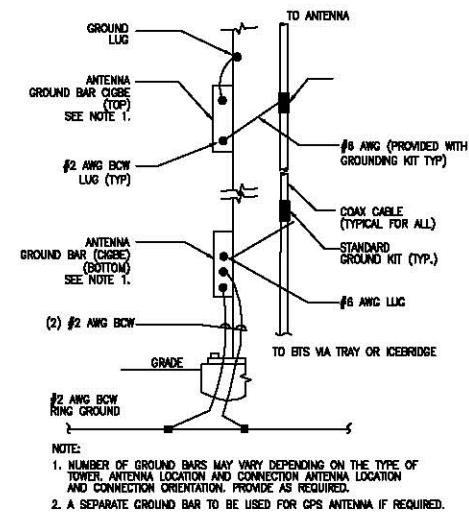 TO ANTENNA
GROUND
LUG
ANTENNA
GROUND BAR CIGBE
(TOP)
SEE NOTE 1.
#2 AWG BCW
LUG (TYP)
#6 AWG (PROVIDED WITH
GROUNDING KIT TYP)
COAX CABLE
(TYPICAL FOR ALL)
STANDARD
GROUND KIT (TYP.)
ANTENNA
GROUND BAR (CIGBE)
(BOTTOM)
SEE NOTE 1.
#6 AWG LUG
(2) #2 AWG BCW
TO BTS VIA TRAY OR ICEBRIDGE
GRADE
#2 AWG BCW
RING GROUND
NOTE:
1. NUMBER OF GROUND BARS MAY VARY DEPENDING ON THE TYPE OF
TOWER, ANTENNA LOCATION AND CONNECTION ANTENNA LOCATION
AND CONNECTION ORIENTATION. PROVIDE AS REQUIRED.
2. A SEPARATE GROUND BAR TO BE USED FOR GPS ANTENNA IF REQUIRED.